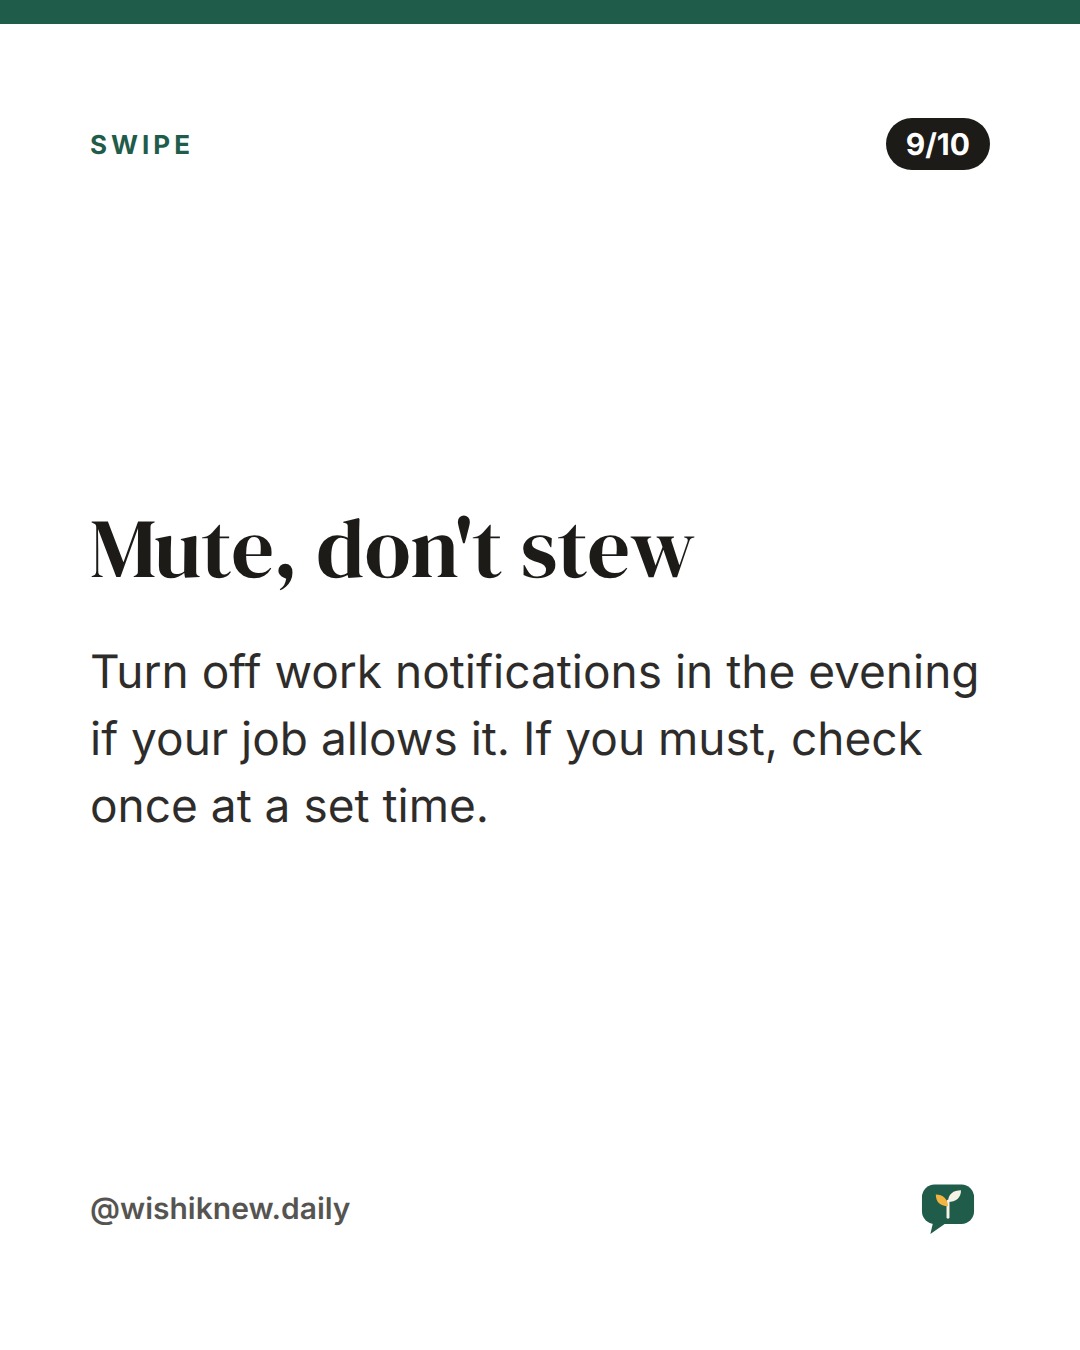 SWIPE
9/10
Mute, don't stew
Turn off work notifications in the evening
if your job allows it. If you must, check
once at a set time.
@wishiknew.daily